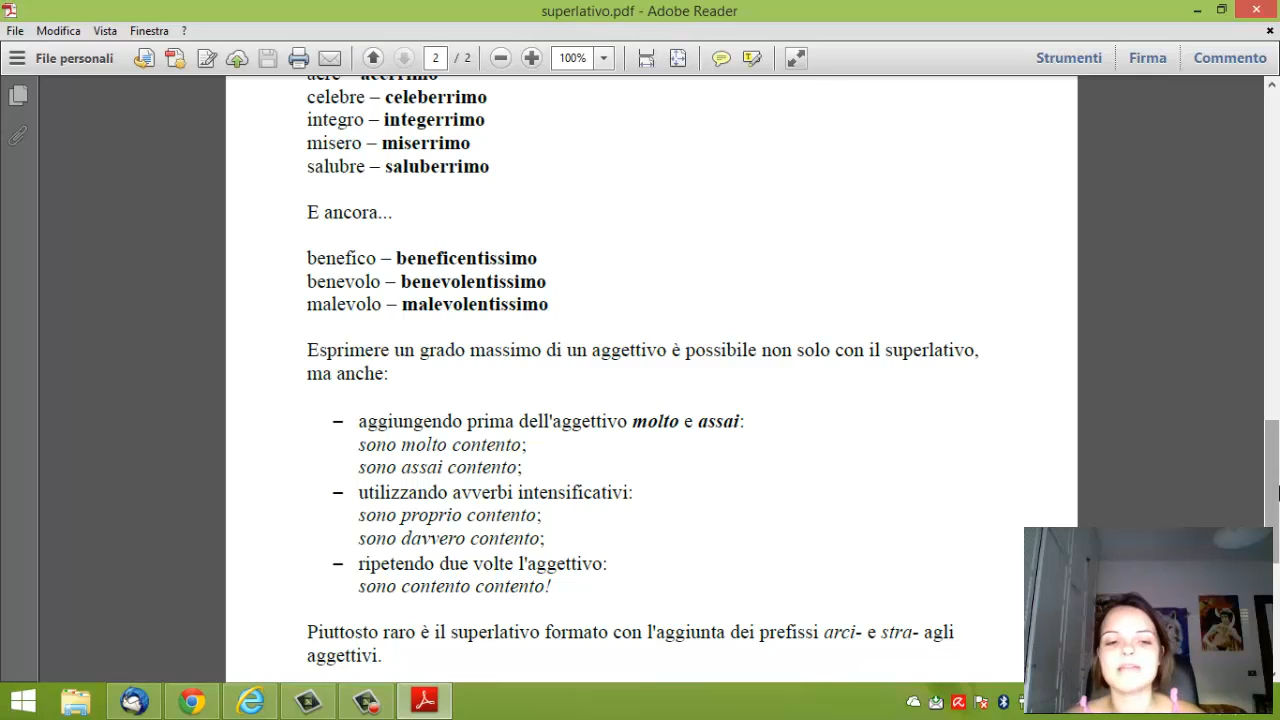 superlativo.pdf - Adobe Reader
File Modifica Vista Finestra ?
File personali 2 / 2 100% Strumenti Firma Commento
acre – acerrimo
celebre – celeberrimo
integro – integerrimo
misero – miserrimo
salubre – saluberrimo
E ancora...
benefico – beneficentissimo
benevolo – benevolentissimo
malevolo – malevolentissimo
Esprimere un grado massimo di un aggettivo è possibile non solo con il superlativo,
ma anche:
– aggiungendo prima dell'aggettivo molto e assai:
sono molto contento;
sono assai contento;
– utilizzando avverbi intensificativi:
sono proprio contento;
sono davvero contento;
– ripetendo due volte l'aggettivo:
sono contento contento!
Piuttosto raro è il superlativo formato con l'aggiunta dei prefissi arci- e stra- agli
aggettivi.